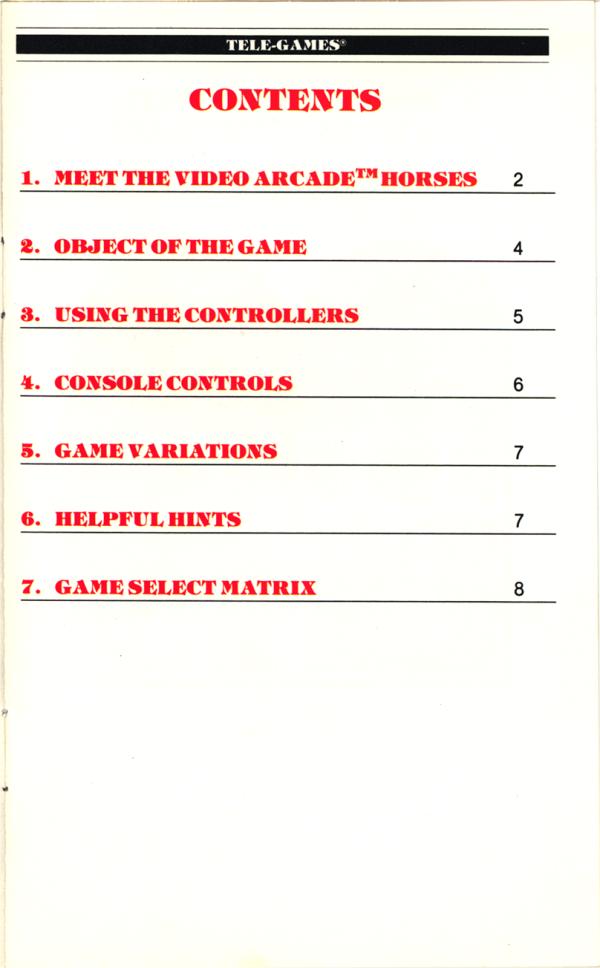 TELE-GAMES®
CONTENTS
1. MEET THE VIDEO ARCADE™ HORSES 2
2. OBJECT OF THE GAME 4
3. USING THE CONTROLLERS 5
4. CONSOLE CONTROLS 6
5. GAME VARIATIONS 7
6. HELPFUL HINTS 7
7. GAME SELECT MATRIX 8